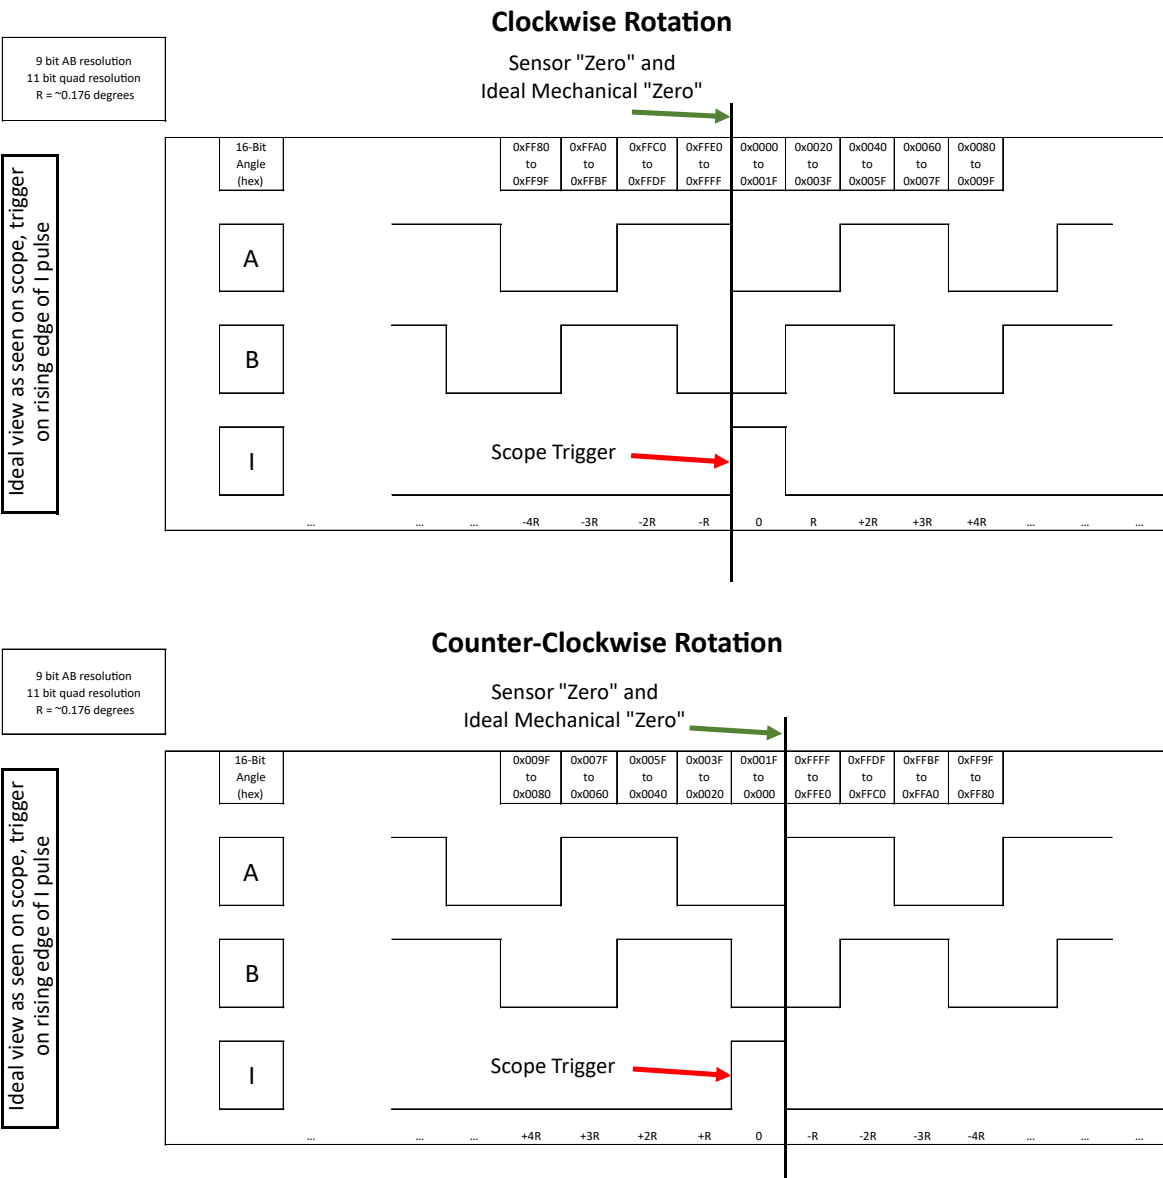 Clockwise Rotation
9 bit AB resolution
11 bit quad resolution
R = ~0.176 degrees
Sensor "Zero" and
Ideal Mechanical "Zero"
Ideal view as seen on scope, trigger
on rising edge of I pulse
16-Bit 0xFF80 0xFFA0 0xFFC0 0xFFE0 0x0000 0x0020 0x0040 0x0060 0x0080
Angle to to to to to to to to to
(hex) 0xFF9F 0xFFBF 0xFFDF 0xFFFF 0x001F 0x003F 0x005F 0x007F 0x009F
A
B
I
Scope Trigger
... ... ... -4R -3R -2R -R 0 R +2R +3R +4R ... ... ...
Counter-Clockwise Rotation
9 bit AB resolution
11 bit quad resolution
R = ~0.176 degrees
Sensor "Zero" and
Ideal Mechanical "Zero"
Ideal view as seen on scope, trigger
on rising edge of I pulse
16-Bit 0x009F 0x007F 0x005F 0x003F 0x001F 0xFFFF 0xFFDF 0xFFBF 0xFF9F
Angle to to to to to to to to to
(hex) 0x0080 0x0060 0x0040 0x0020 0x000 0xFFE0 0xFFC0 0xFFA0 0xFF80
A
B
I
Scope Trigger
... ... ... +4R +3R +2R +R 0 -R -2R -3R -4R ... ... ...